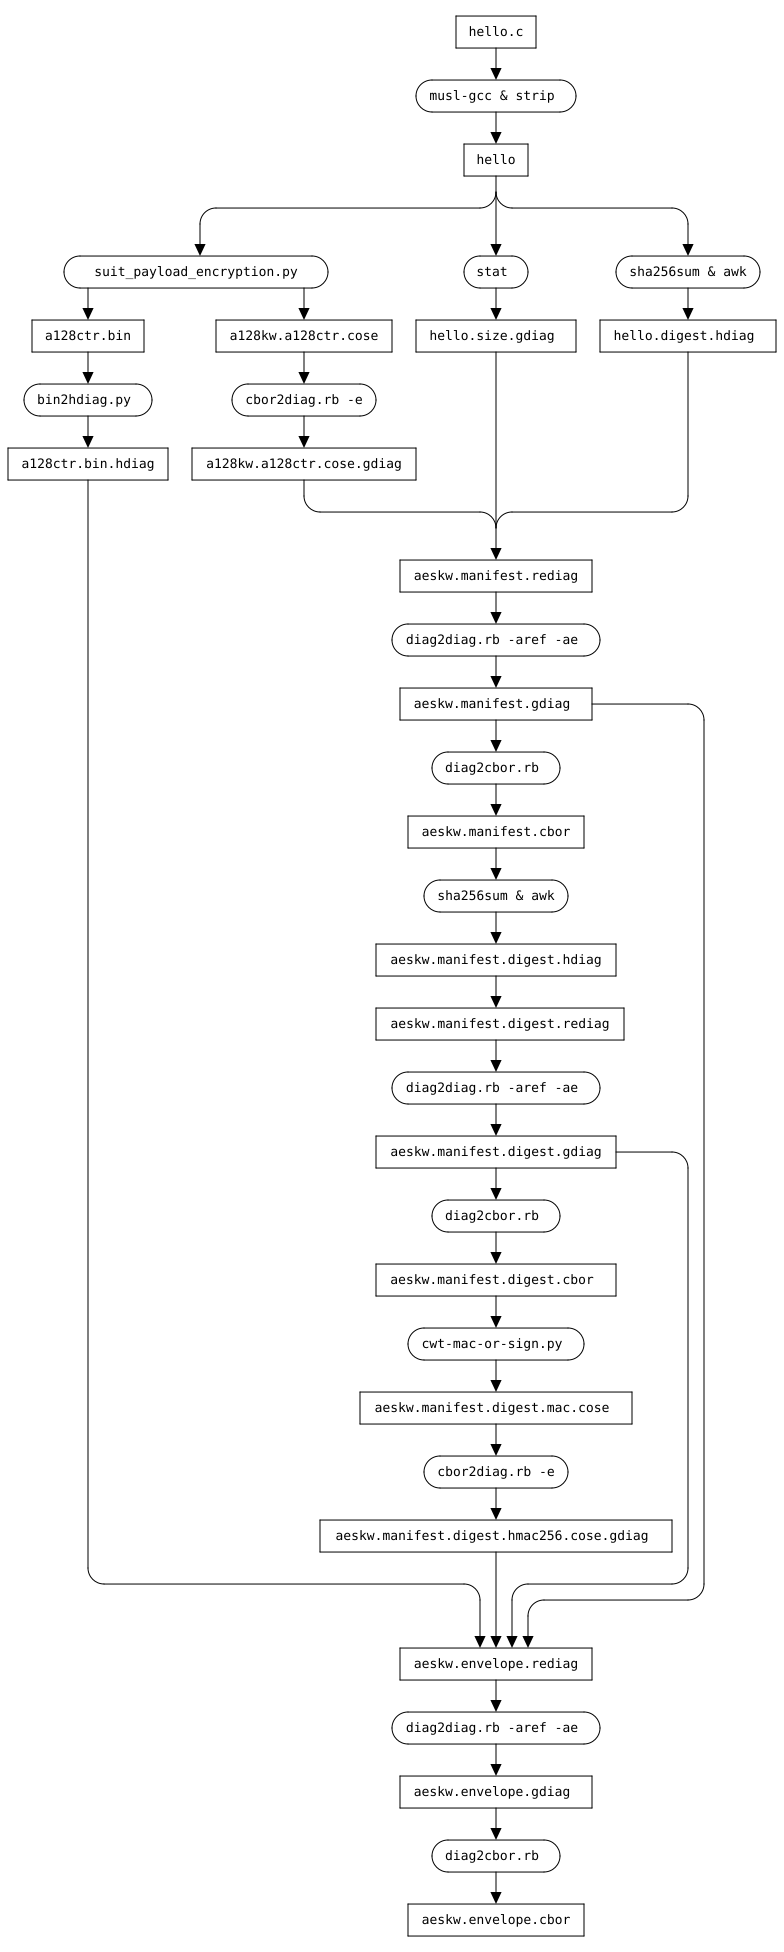 hello.c
musl-gcc & strip
hello
suit_payload_encryption.py
stat
sha256sum & awk
a128ctr.bin
a128kw.a128ctr.cose
hello.size.gdiag
hello.digest.hdiag
bin2hdiag.py
cbor2diag.rb -e
a128ctr.bin.hdiag
a128kw.a128ctr.cose.gdiag
aeskw.manifest.rediag
diag2diag.rb -aref -ae
aeskw.manifest.gdiag
diag2cbor.rb
aeskw.manifest.cbor
sha256sum & awk
aeskw.manifest.digest.hdiag
aeskw.manifest.digest.rediag
diag2diag.rb -aref -ae
aeskw.manifest.digest.gdiag
diag2cbor.rb
aeskw.manifest.digest.cbor
cwt-mac-or-sign.py
aeskw.manifest.digest.mac.cose
cbor2diag.rb -e
aeskw.manifest.digest.hmac256.cose.gdiag
aeskw.envelope.rediag
diag2diag.rb -aref -ae
aeskw.envelope.gdiag
diag2cbor.rb
aeskw.envelope.cbor